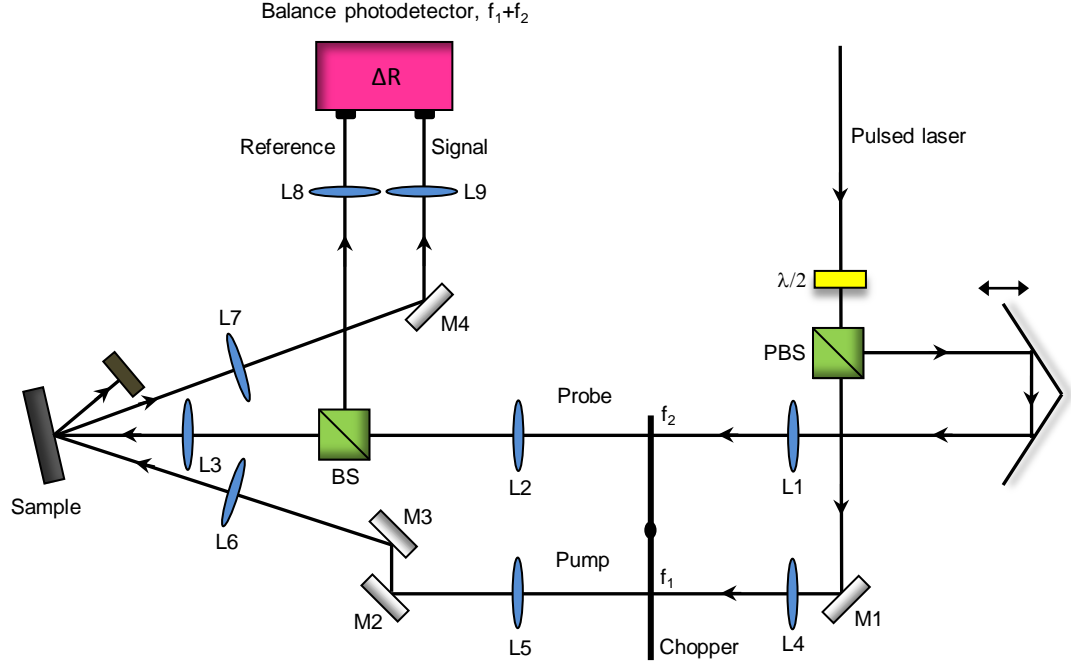 Balance photodetector, f₁+f₂
ΔR
Reference
Signal
Pulsed laser
L8
L9
λ/2
L7
M4
PBS
Probe
f₂
L3
BS
L2
L1
Sample
L6
M3
Pump
f₁
M2
L5
L4
M1
Chopper